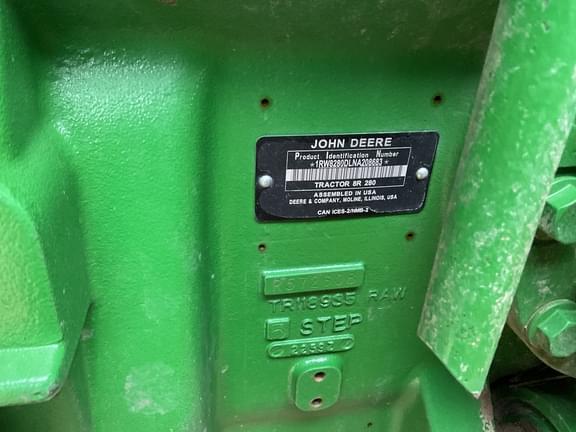 JOHN DEERE
Product Identification Number
*1RW8280DLNA208683*
TRACTOR 8R 280
ASSEMBLED IN USA
DEERE & COMPANY, MOLINE, ILLINOIS, USA
CAN ICES-2/NMB-2
TR118935 RAW
5 STEP